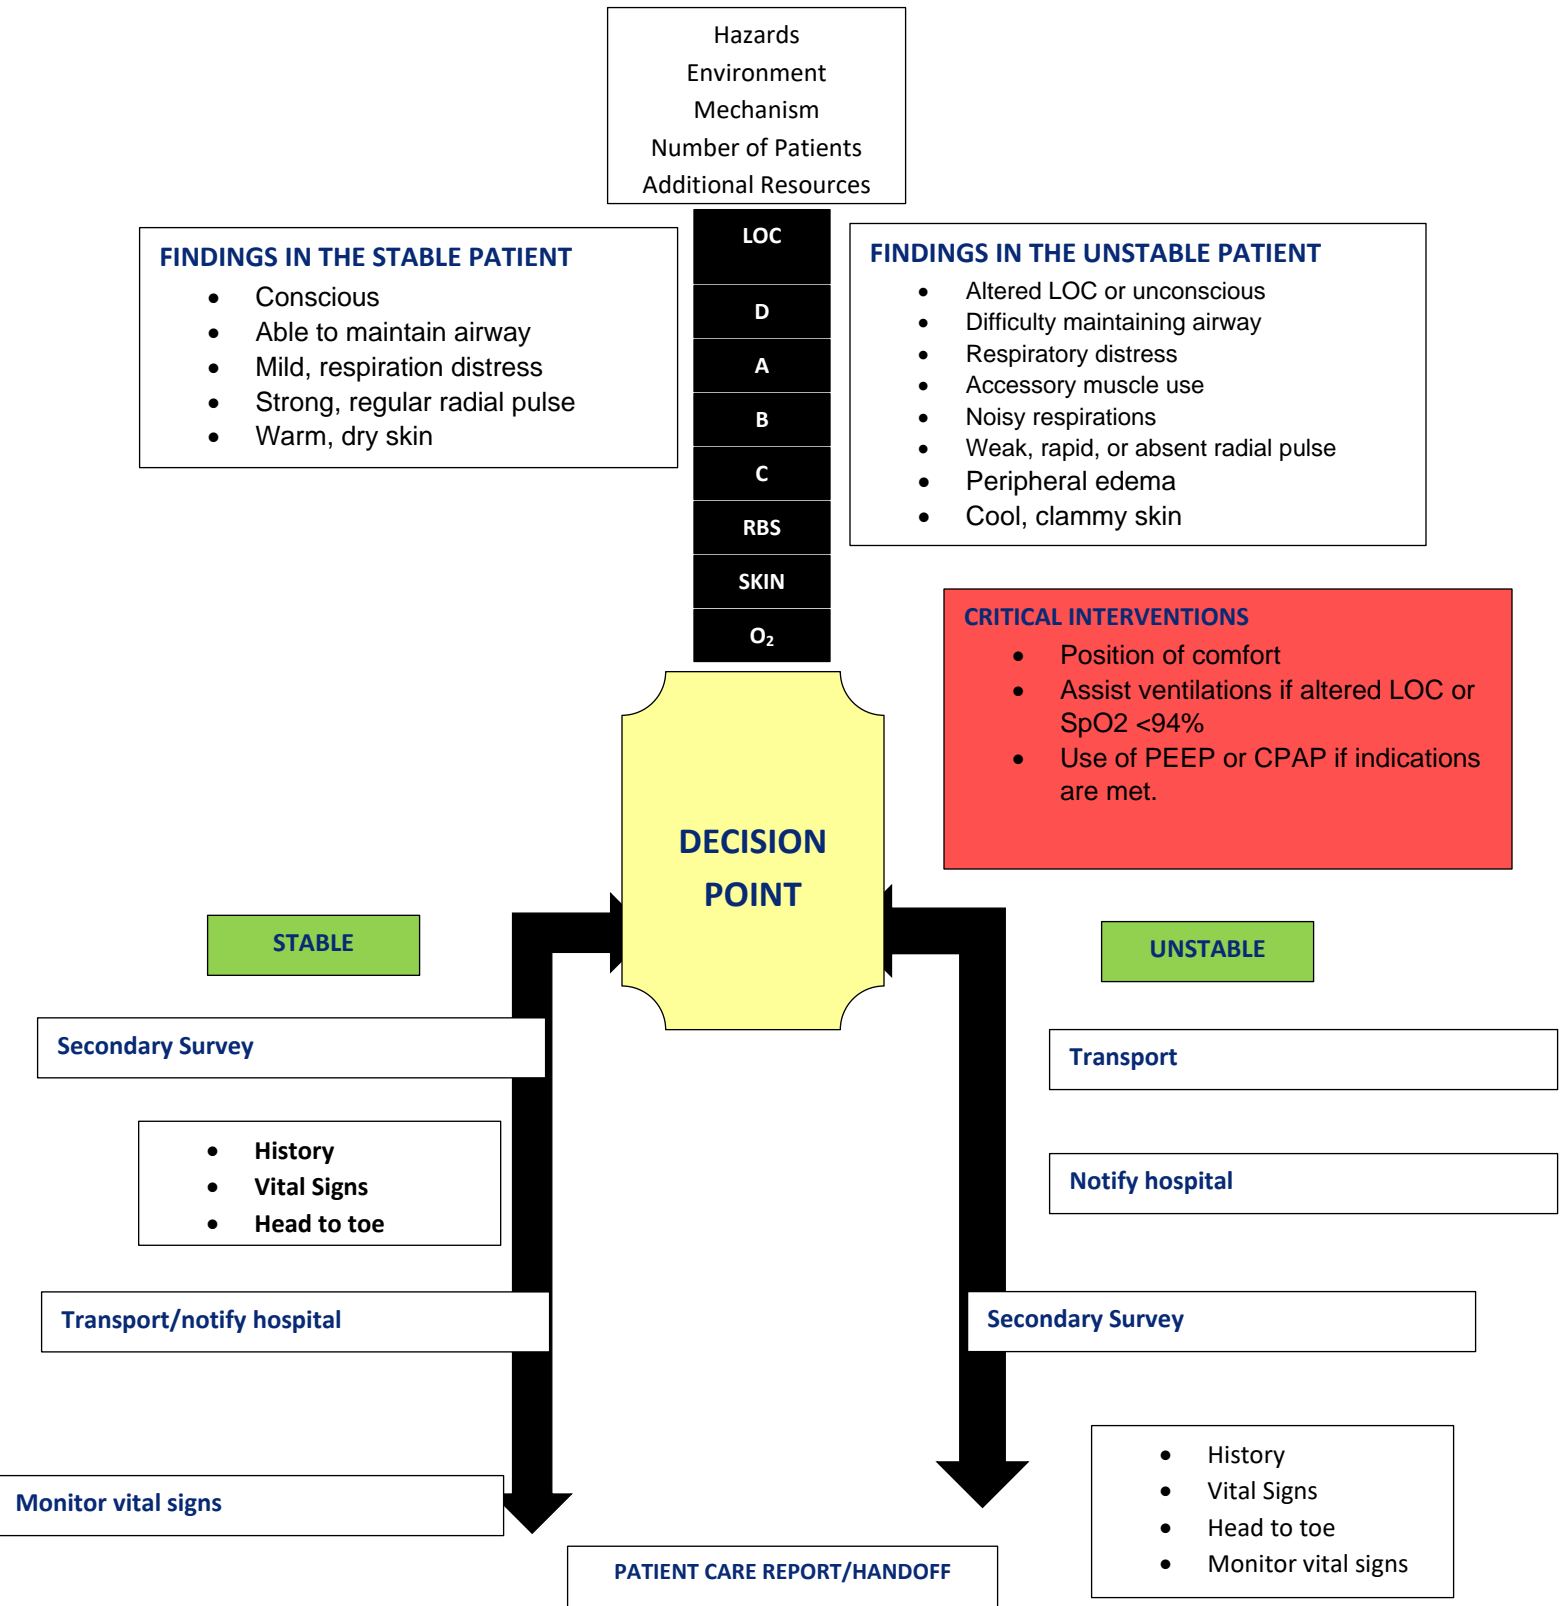 Hazards
Environment
Mechanism
Number of Patients
Additional Resources
FINDINGS IN THE STABLE PATIENT
• Conscious
• Able to maintain airway
• Mild, respiration distress
• Strong, regular radial pulse
• Warm, dry skin
LOC
D
A
B
C
RBS
SKIN
O₂
FINDINGS IN THE UNSTABLE PATIENT
• Altered LOC or unconscious
• Difficulty maintaining airway
• Respiratory distress
• Accessory muscle use
• Noisy respirations
• Weak, rapid, or absent radial pulse
• Peripheral edema
• Cool, clammy skin
CRITICAL INTERVENTIONS
• Position of comfort
• Assist ventilations if altered LOC or
SpO2 <94%
• Use of PEEP or CPAP if indications
are met.
DECISION
POINT
STABLE
Secondary Survey
• History
• Vital Signs
• Head to toe
Transport/notify hospital
Monitor vital signs
UNSTABLE
Transport
Notify hospital
Secondary Survey
• History
• Vital Signs
• Head to toe
• Monitor vital signs
PATIENT CARE REPORT/HANDOFF